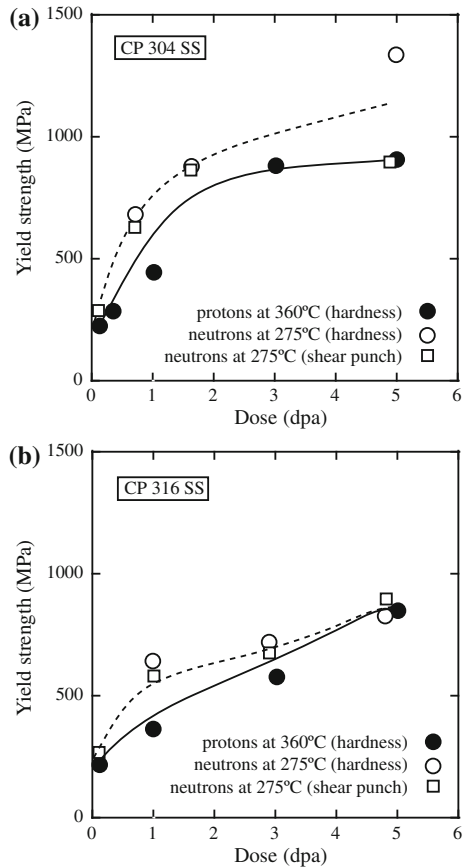 (a)
1500
CP 304 SS
1000
Yield strength (MPa)
500
protons at 360ºC (hardness)
neutrons at 275ºC (hardness)
neutrons at 275ºC (shear punch)
0
0 1 2 3 4 5 6
Dose (dpa)
(b)
1500
CP 316 SS
1000
Yield strength (MPa)
500
protons at 360ºC (hardness)
neutrons at 275ºC (hardness)
neutrons at 275ºC (shear punch)
0
0 1 2 3 4 5 6
Dose (dpa)